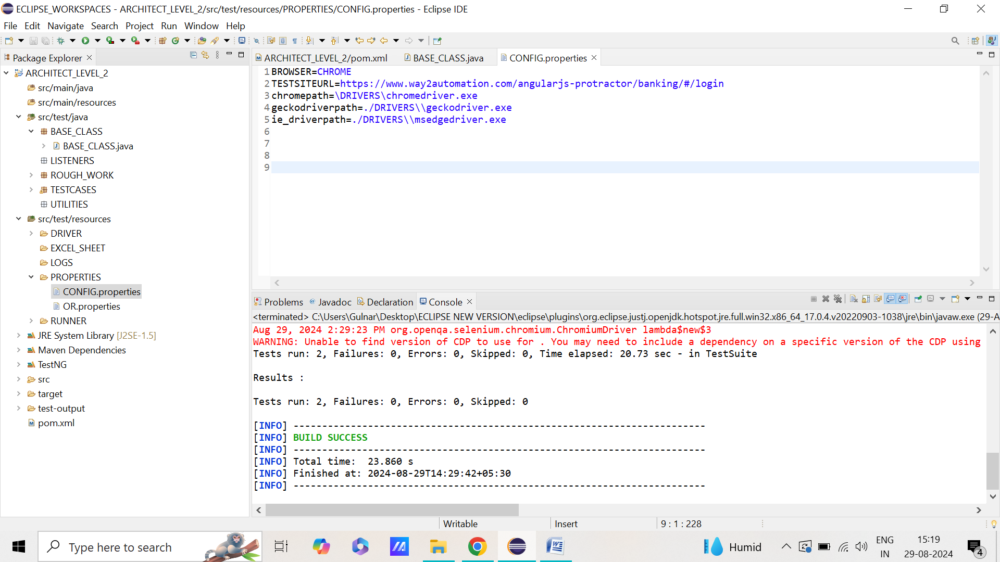 ECLIPSE_WORKSPACES - ARCHITECT_LEVEL_2/src/test/resources/PROPERTIES/CONFIG.properties - Eclipse IDE
File Edit Navigate Search Project Run Window Help
Package Explorer
ARCHITECT_LEVEL_2
src/main/java
src/main/resources
src/test/java
BASE_CLASS
BASE_CLASS.java
LISTENERS
ROUGH_WORK
TESTCASES
UTILITIES
src/test/resources
DRIVER
EXCEL_SHEET
LOGS
PROPERTIES
CONFIG.properties
OR.properties
RUNNER
JRE System Library [J2SE-1.5]
Maven Dependencies
TestNG
src
target
test-output
pom.xml
ARCHITECT_LEVEL_2/pom.xml BASE_CLASS.java CONFIG.properties
1 BROWSER=CHROME
2 TESTSITEURL=https://www.way2automation.com/angularjs-protractor/banking/#/login
3 chromepath=\DRIVERS\chromedriver.exe
4 geckodriverpath=./DRIVERS\\geckodriver.exe
5 ie_driverpath=./DRIVERS\\msedgedriver.exe
6
7
8
9
Problems Javadoc Declaration Console
<terminated> C:\Users\Gulnar\Desktop\ECLIPSE NEW VERSION\eclipse\plugins\org.eclipse.justj.openjdk.hotspot.jre.full.win32.x86_64_17.0.4.v20220903-1038\jre\bin\javaw.exe (29-A
Aug 29, 2024 2:29:23 PM org.openqa.selenium.chromium.ChromiumDriver lambda$new$3
WARNING: Unable to find version of CDP to use for . You may need to include a dependency on a specific version of the CDP using
Tests run: 2, Failures: 0, Errors: 0, Skipped: 0, Time elapsed: 20.73 sec - in TestSuite
Results :
Tests run: 2, Failures: 0, Errors: 0, Skipped: 0
[INFO] ------------------------------------------------------------------------
[INFO] BUILD SUCCESS
[INFO] ------------------------------------------------------------------------
[INFO] Total time:  23.860 s
[INFO] Finished at: 2024-08-29T14:29:42+05:30
[INFO] ------------------------------------------------------------------------
Writable Insert 9 : 1 : 228
Type here to search
Humid
ENG
IN
15:19
29-08-2024
4